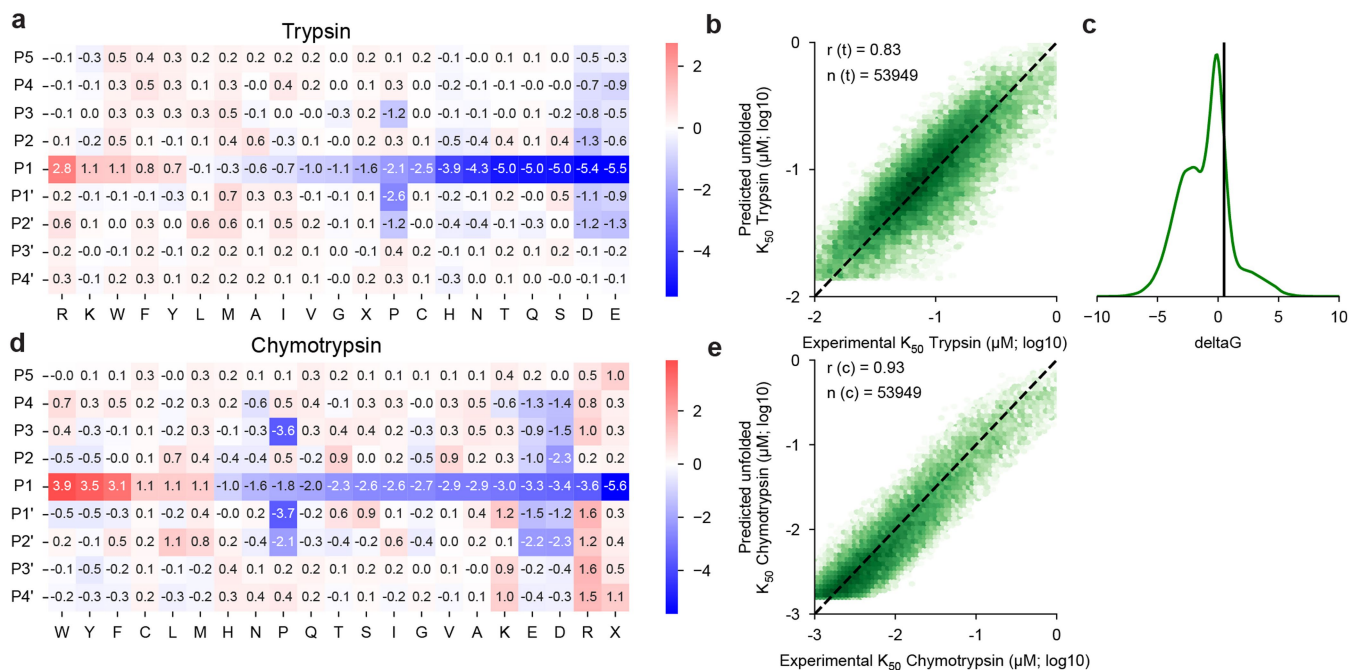 a
Trypsin
P5 -0.1 -0.3 0.5 0.4 0.3 0.2 0.2 0.2 0.2 0.2 0.1 0.2 0.1 0.2 0.0 0.1 0.1 0.1 0.0 -0.5 -0.3
P4 -0.1 -0.1 0.3 0.5 0.3 0.1 0.3 -0.0 0.4 0.2 0.0 0.1 0.3 0.0 -0.2 -0.1 0.1 -0.1 0.0 -0.7 -0.9
P3 -0.1 0.0 0.3 0.3 0.3 0.3 0.5 -0.1 0.0 0.0 -0.3 0.2 -1.2 0.0 -0.1 -0.0 0.1 0.1 0.0 -0.8 -0.5
P2 0.1 -0.2 0.5 0.1 -0.1 0.1 0.4 0.6 -0.1 0.1 0.1 -0.2 0.3 0.1 -0.5 -0.4 0.4 0.1 0.4 -1.3 -0.6
P1 2.8 1.1 1.1 0.8 0.7 -0.1 -0.3 -0.6 -0.7 -1.0 -1.1 -1.6 -2.1 -2.5 -3.9 -4.3 -5.0 -5.0 -5.0 -5.4 -5.5
P1' 0.2 -0.1 -0.1 -0.1 -0.3 0.1 0.7 0.3 0.3 -0.1 -0.1 0.1 -2.6 0.0 -0.2 -0.1 0.2 -0.0 0.5 -1.1 -0.9
P2' 0.6 0.1 -0.0 0.3 0.0 0.6 0.6 0.1 0.5 0.2 -0.1 0.2 -1.2 -0.0 -0.4 -0.4 -0.1 -0.3 -0.1 -1.2 -1.3
P3' 0.2 -0.0 -0.1 0.2 -0.1 0.1 0.2 0.1 -0.1 0.2 0.0 -0.1 0.4 0.2 -0.1 0.1 0.2 0.1 0.2 -0.1 -0.2
P4' 0.3 -0.1 0.2 0.3 0.2 0.1 0.1 0.1 0.1 -0.0 0.0 0.2 0.3 0.1 -0.3 0.0 0.1 0.1 0.0 -0.1 -0.1
R K W F Y L M A I V G X P C H N T Q S D E
2
0
−2
−4
b
r (t) = 0.83
n (t) = 53949
Predicted unfolded
K50 Trypsin (μM; log10)
0
-1
-2
-2 -1 0
Experimental K50 Trypsin (μM; log10)
c
−10 −5 0 5 10
deltaG
d
Chymotrypsin
P5 -0.0 0.1 0.1 0.3 -0.0 0.3 0.2 0.1 0.1 0.3 0.2 0.1 0.1 0.1 0.1 0.1 0.4 0.2 0.0 0.5 1.0
P4 0.7 0.3 0.5 0.2 -0.2 0.3 0.2 -0.6 0.5 0.4 -0.1 0.3 0.3 -0.0 0.3 0.4 -0.6 -1.3 -1.4 0.8 0.3
P3 0.4 -0.3 -0.1 0.1 0.2 -0.3 -0.1 -0.3 -3.6 0.3 0.4 0.4 0.2 -0.3 0.3 0.5 0.3 -0.9 -1.5 1.0 0.3
P2 -0.5 -0.5 -0.0 -0.1 0.7 0.4 -0.4 -0.4 0.5 -0.2 0.9 0.0 0.2 -0.5 0.9 0.2 0.3 -1.0 -2.3 0.2 0.2
P1 3.9 3.5 3.1 1.1 1.1 1.1 -1.0 -1.6 -1.8 -2.0 -2.3 -2.6 -2.6 -2.7 -2.9 -2.9 -3.0 -3.3 -3.4 -3.6 -5.6
P1' -0.5 -0.5 -0.3 0.1 -0.2 0.4 -0.0 0.2 -3.7 -0.2 0.6 0.9 0.1 -0.4 0.1 0.2 1.2 -1.5 -1.2 1.6 0.3
P2' 0.2 -0.1 0.5 0.2 1.1 0.8 0.2 -0.4 -2.1 -0.3 -0.4 -0.2 0.6 -0.4 0.0 0.2 0.1 -2.2 -2.3 1.2 0.4
P3' -0.1 -0.5 -0.2 -0.1 -0.1 -0.2 0.4 0.1 0.2 0.2 0.1 0.2 -0.1 0.2 0.1 -0.0 0.9 -0.2 -0.4 1.6 0.5
P4' -0.2 -0.3 -0.2 0.3 -0.2 -0.2 0.3 0.4 0.4 0.2 0.1 0.2 -0.1 0.3 0.1 0.2 1.0 -0.4 -0.3 1.5 1.1
W Y F C L M H N P Q T S I G V A K E D R X
2
0
−2
−4
e
r (c) = 0.93
n (c) = 53949
Predicted unfolded
K50 Chymotrypsin (μM; log10)
0
-1
-2
-3
-3 -2 -1 0
Experimental K50 Chymotrypsin (μM; log10)